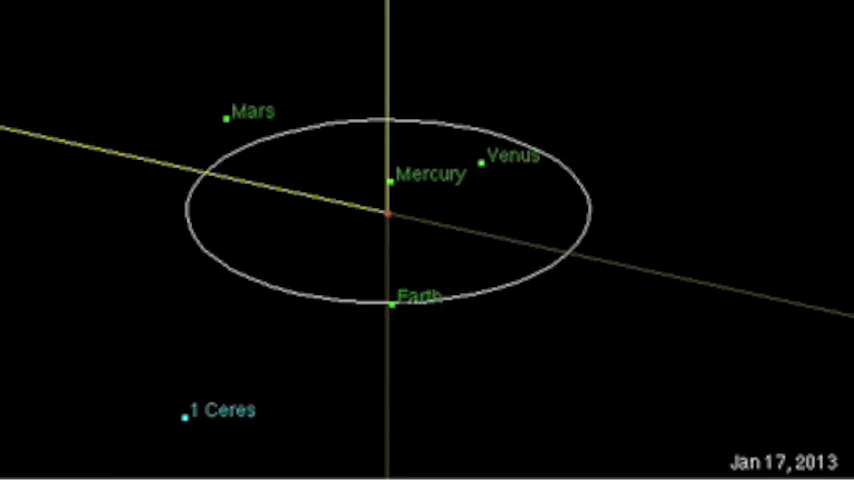 Mars
Venus
Mercury
Earth
1 Ceres
Jan 17, 2013